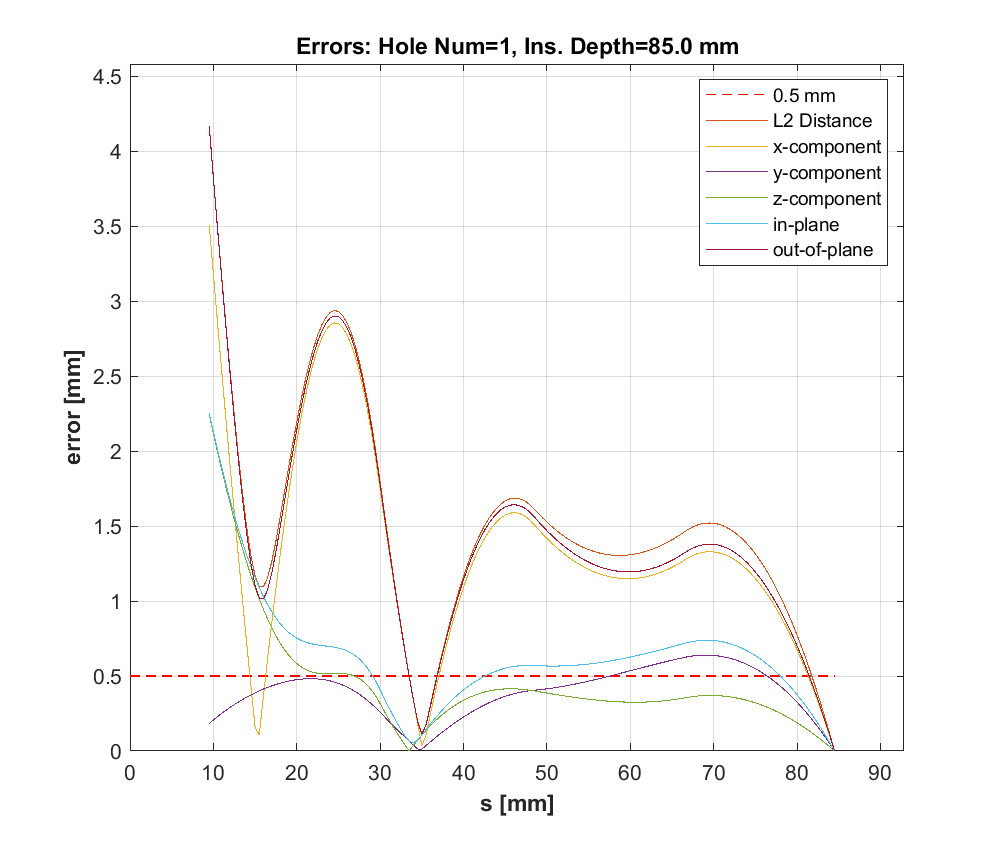 Errors: Hole Num=1, Ins. Depth=85.0 mm
4.5
4
3.5
3
2.5
2
1.5
1
0.5
0
error [mm]
0.5 mm
L2 Distance
x-component
y-component
z-component
in-plane
out-of-plane
0 10 20 30 40 50 60 70 80 90
s [mm]